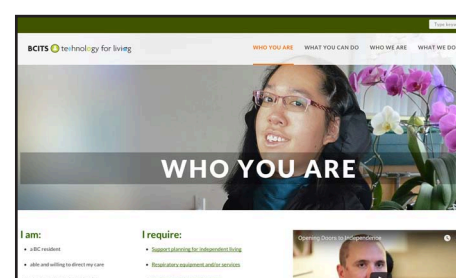 BCITS technology for living
WHO YOU ARE WHAT YOU CAN DO WHO WE ARE WHAT WE DO
WHO YOU ARE
I am:
a BC resident
able and willing to direct my care
I require:
Support planning for independent living
Respiratory equipment and/or services
Opening Doors to Independence